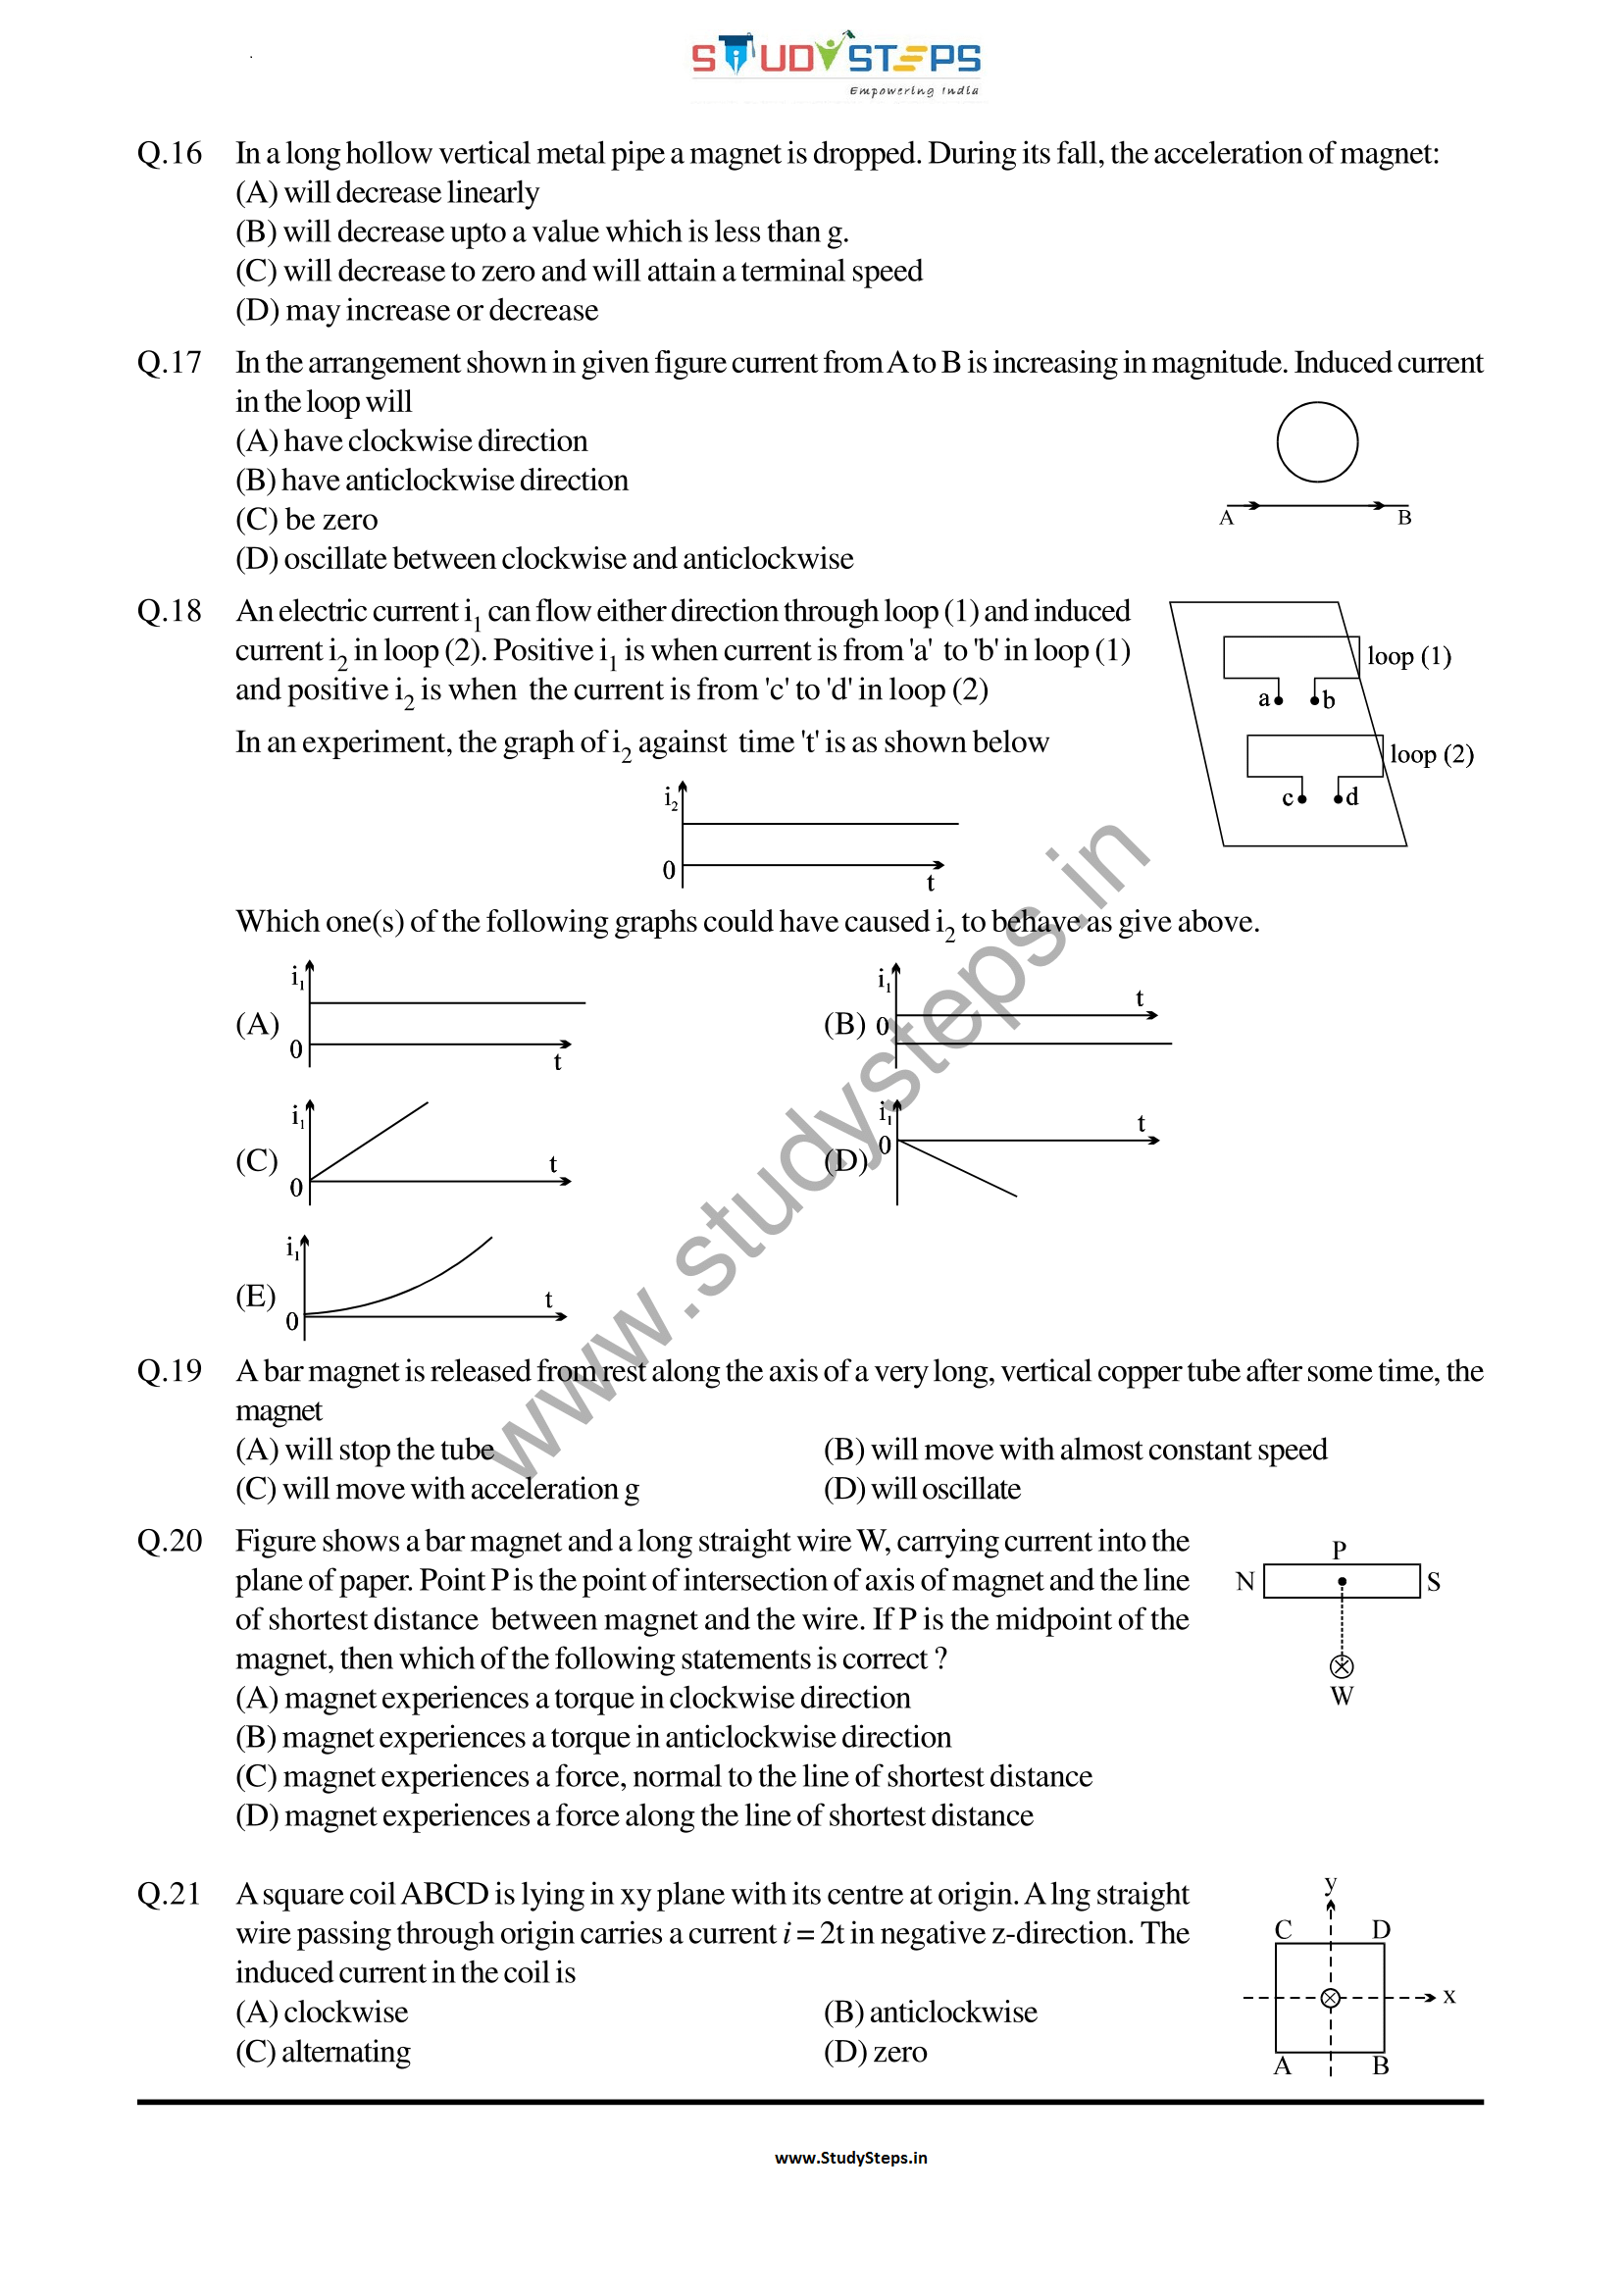 STUDYSTEPS
Empowering India
Q.16 In a long hollow vertical metal pipe a magnet is dropped. During its fall, the acceleration of magnet:
(A) will decrease linearly
(B) will decrease upto a value which is less than g.
(C) will decrease to zero and will attain a terminal speed
(D) may increase or decrease
Q.17 In the arrangement shown in given figure current from A to B is increasing in magnitude. Induced current
in the loop will
(A) have clockwise direction
(B) have anticlockwise direction
(C) be zero
(D) oscillate between clockwise and anticlockwise
A B
Q.18 An electric current i₁ can flow either direction through loop (1) and induced
current i₂ in loop (2). Positive i₁ is when current is from 'a' to 'b' in loop (1)
and positive i₂ is when the current is from 'c' to 'd' in loop (2)
loop (1)
a b
loop (2)
c d
In an experiment, the graph of i₂ against time 't' is as shown below
i₂
0
t
Which one(s) of the following graphs could have caused i₂ to behave as give above.
(A) i₁ 0 t
(B) i₁ 0 t
(C) i₁ 0 t
(D) i₁ 0 t
(E) i₁ 0 t
Q.19 A bar magnet is released from rest along the axis of a very long, vertical copper tube after some time, the
magnet
(A) will stop the tube (B) will move with almost constant speed
(C) will move with acceleration g (D) will oscillate
Q.20 Figure shows a bar magnet and a long straight wire W, carrying current into the
plane of paper. Point P is the point of intersection of axis of magnet and the line
of shortest distance between magnet and the wire. If P is the midpoint of the
magnet, then which of the following statements is correct ?
(A) magnet experiences a torque in clockwise direction
(B) magnet experiences a torque in anticlockwise direction
(C) magnet experiences a force, normal to the line of shortest distance
(D) magnet experiences a force along the line of shortest distance
P
N S
W
Q.21 A square coil ABCD is lying in xy plane with its centre at origin. A lng straight
wire passing through origin carries a current i = 2t in negative z-direction. The
induced current in the coil is
(A) clockwise (B) anticlockwise
(C) alternating (D) zero
y
C D
x
A B
www.studysteps.in
www.StudySteps.in